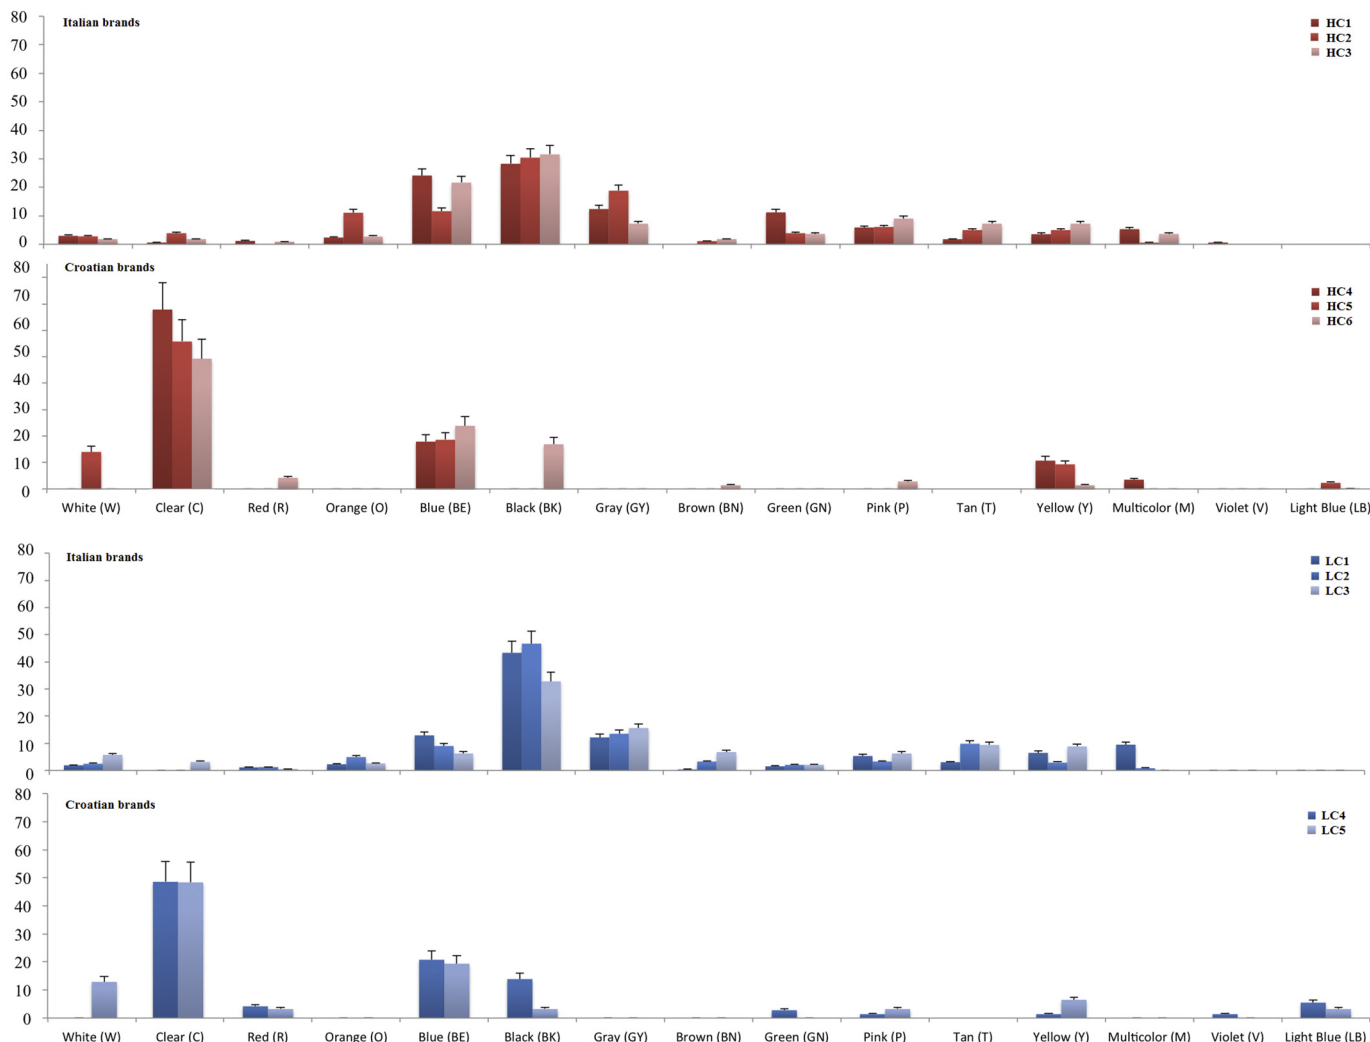 Italian brands
80
70
60
50
40
30
20
10
0
HC1
HC2
HC3
Croatian brands
80
70
60
50
40
30
20
10
0
HC4
HC5
HC6
White (W) Clear (C) Red (R) Orange (O) Blue (BE) Black (BK) Gray (GY) Brown (BN) Green (GN) Pink (P) Tan (T) Yellow (Y) Multicolor (M) Violet (V) Light Blue (LB)
Italian brands
80
70
60
50
40
30
20
10
0
LC1
LC2
LC3
Croatian brands
80
70
60
50
40
30
20
10
0
LC4
LC5
White (W) Clear (C) Red (R) Orange (O) Blue (BE) Black (BK) Gray (GY) Brown (BN) Green (GN) Pink (P) Tan (T) Yellow (Y) Multicolor (M) Violet (V) Light Blue (LB)